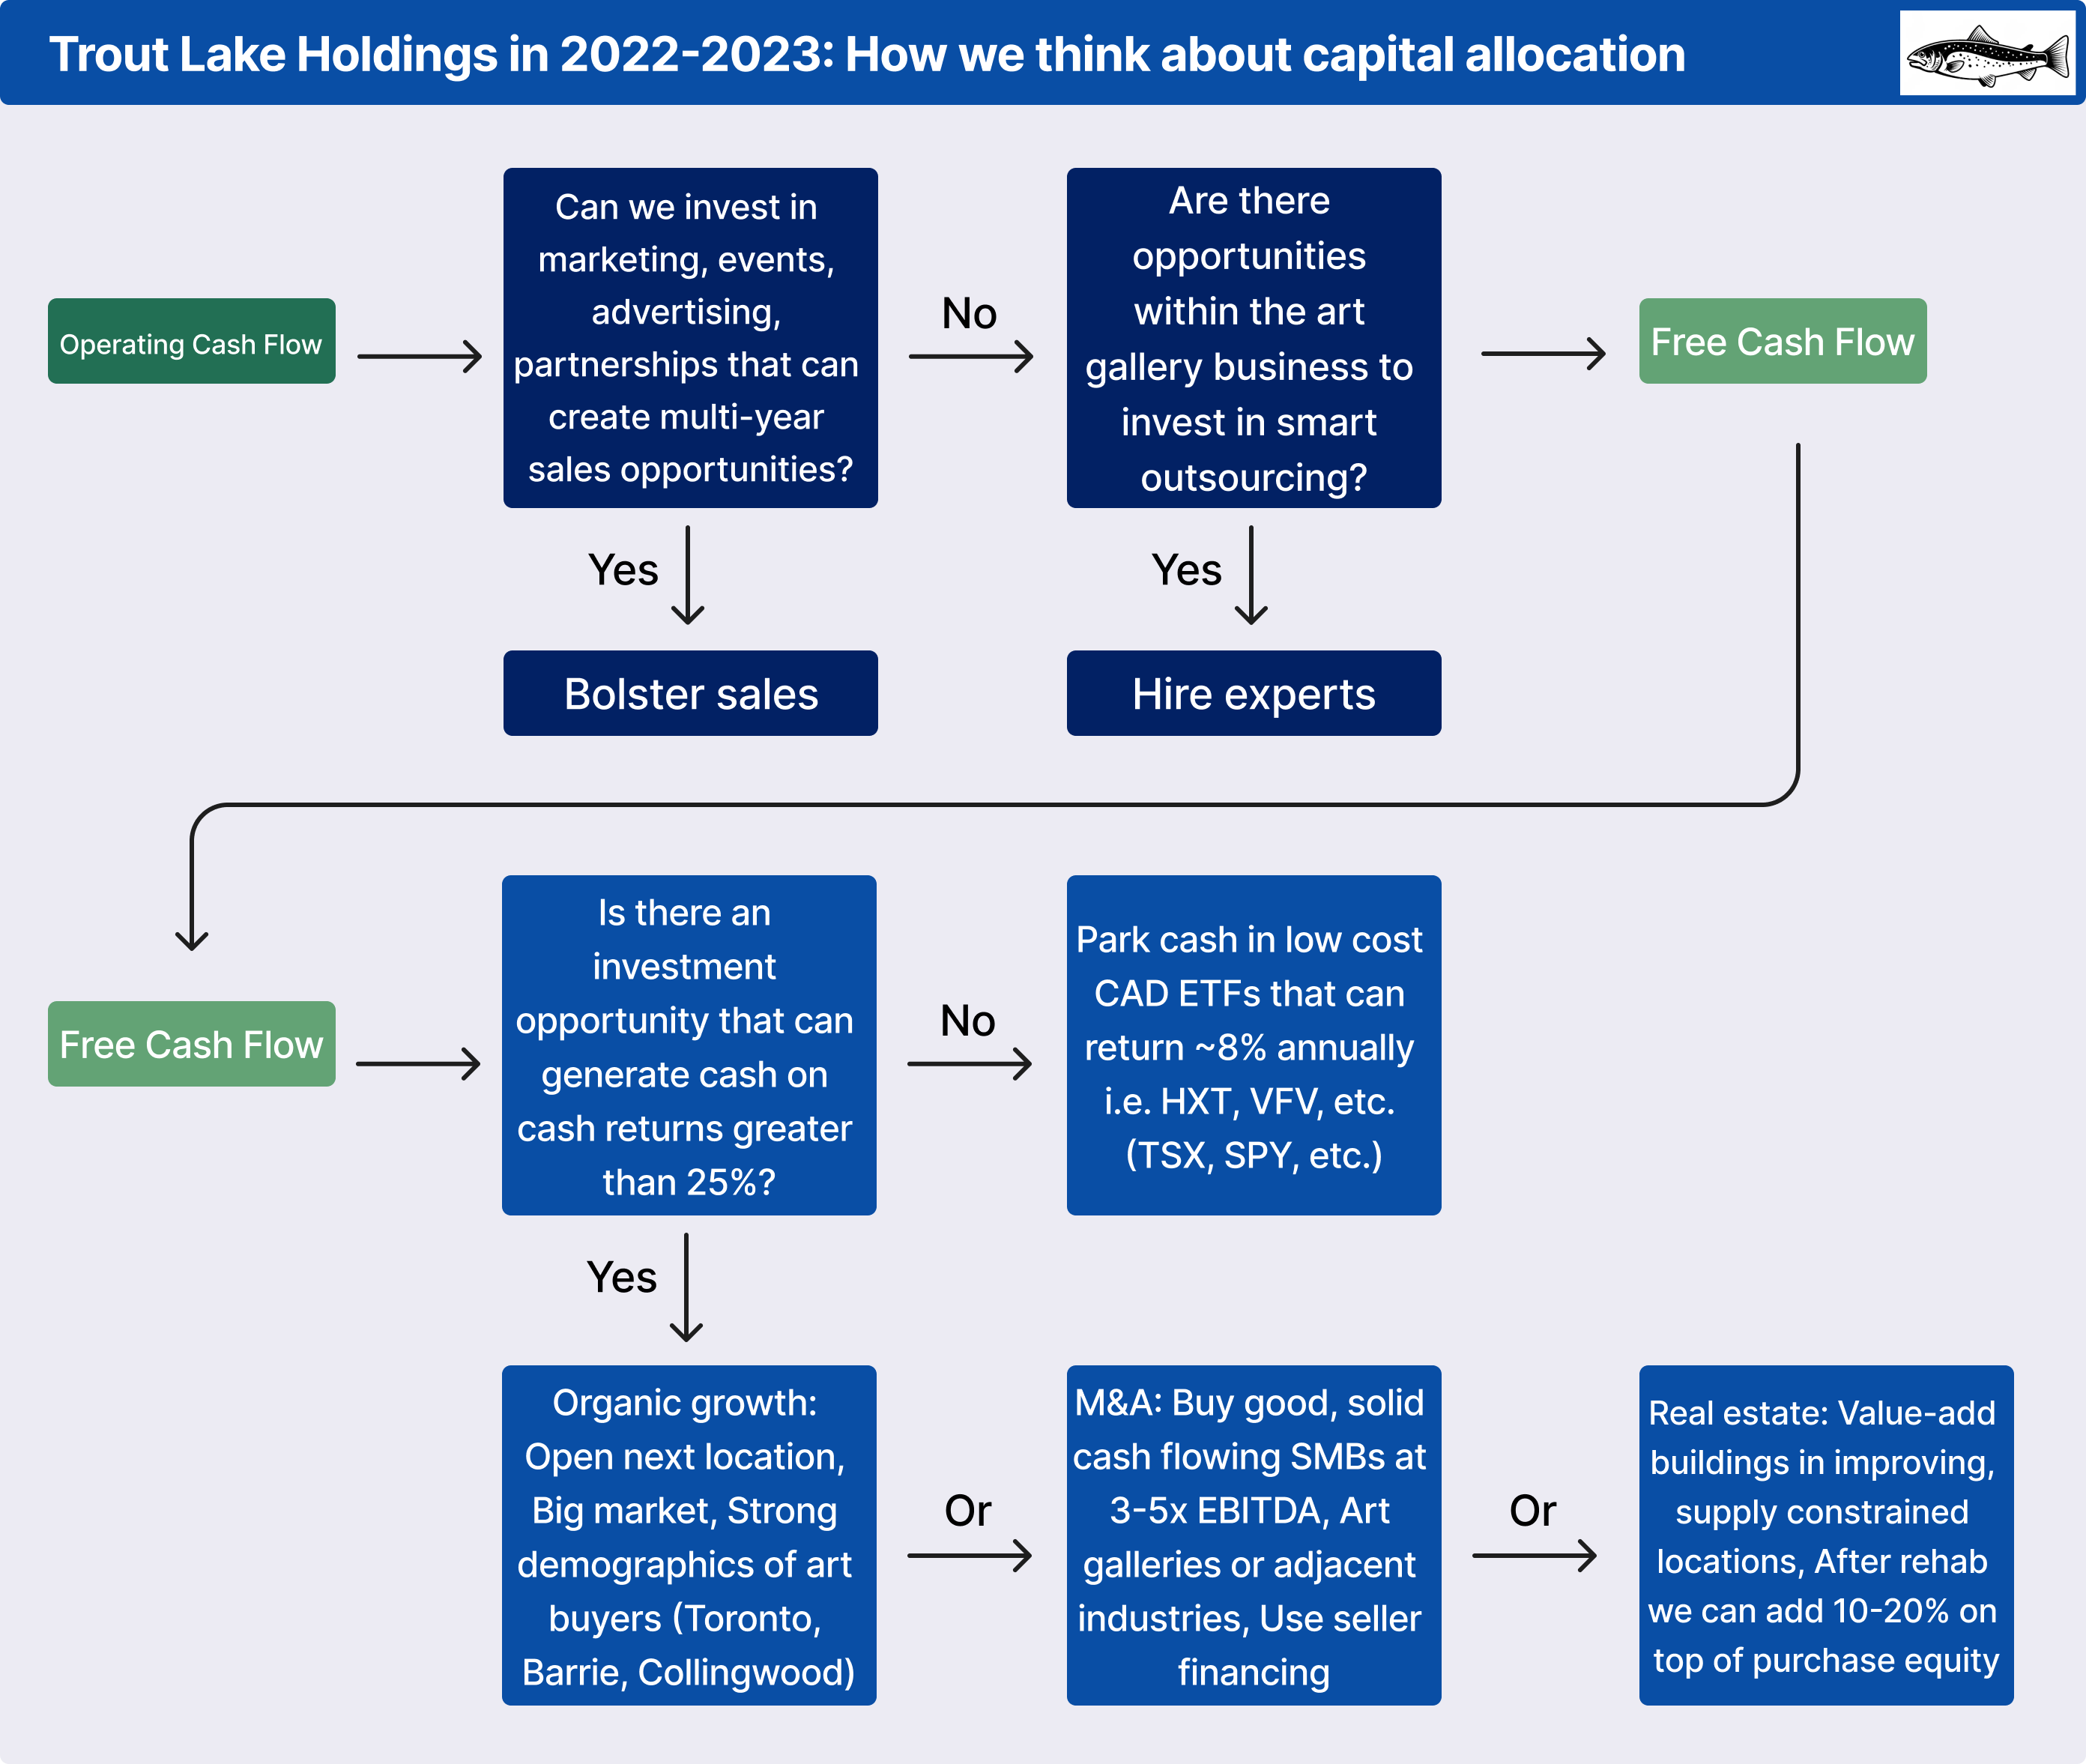 Trout Lake Holdings in 2022-2023: How we think about capital allocation
Operating Cash Flow
Can we invest in
marketing, events,
advertising,
partnerships that can
create multi-year
sales opportunities?
No
Are there
opportunities
within the art
gallery business to
invest in smart
outsourcing?
Free Cash Flow
Yes
Yes
Bolster sales
Hire experts
Free Cash Flow
Is there an
investment
opportunity that can
generate cash on
cash returns greater
than 25%?
No
Park cash in low cost
CAD ETFs that can
return ~8% annually
i.e. HXT, VFV, etc.
(TSX, SPY, etc.)
Yes
Organic growth:
Open next location,
Big market, Strong
demographics of art
buyers (Toronto,
Barrie, Collingwood)
Or
M&A: Buy good, solid
cash flowing SMBs at
3-5x EBITDA, Art
galleries or adjacent
industries, Use seller
financing
Or
Real estate: Value-add
buildings in improving,
supply constrained
locations, After rehab
we can add 10-20% on
top of purchase equity